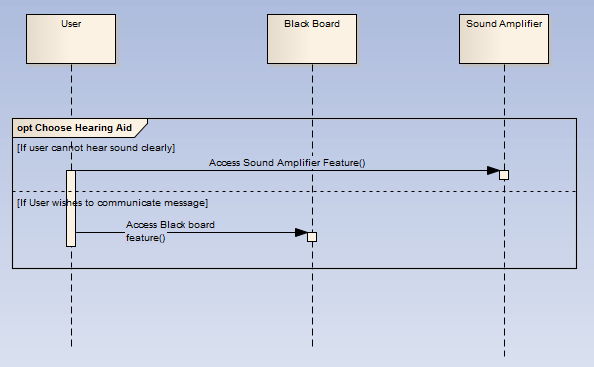 User
Black Board
Sound Amplifier
opt Choose Hearing Aid
[If user cannot hear sound clearly]
Access Sound Amplifier Feature()
[If User wishes to communicate message]
Access Black board
feature()